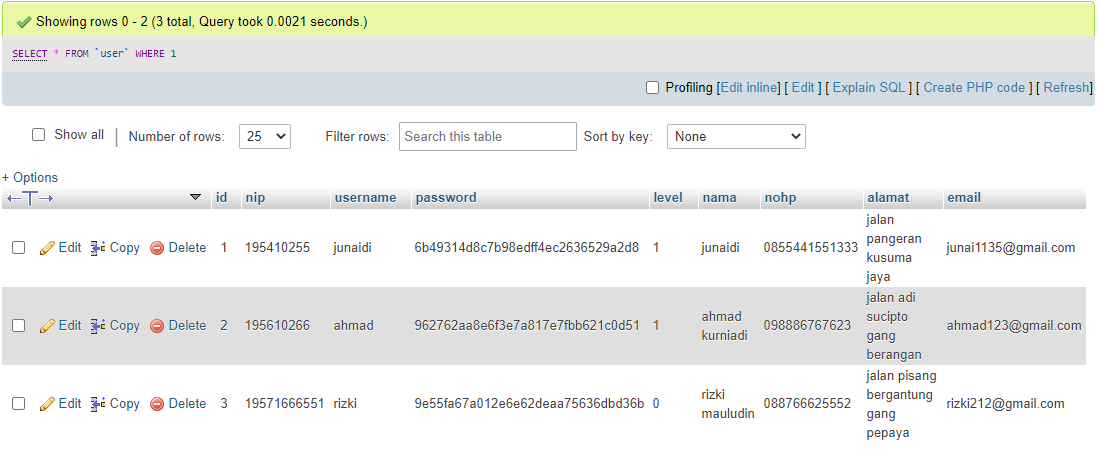 Showing rows 0 - 2 (3 total, Query took 0.0021 seconds.)
SELECT * FROM `user` WHERE 1
Profiling [Edit inline] [ Edit ] [ Explain SQL ] [ Create PHP code ] [ Refresh]
Show all | Number of rows: 25 Filter rows: Search this table Sort by key: None
+ Options
←T→ id nip username password level nama nohp alamat email
Edit Copy Delete 1 195410255 junaidi 6b49314d8c7b98edff4ec2636529a2d8 1 junaidi 0855441551333 jalan
pangeran
kusuma
jaya junai1135@gmail.com
Edit Copy Delete 2 195610266 ahmad 962762aa8e6f3e7a817e7fbb621c0d51 1 ahmad
kurniadi 098886767623 jalan adi
sucipto
gang
berangan ahmad123@gmail.com
Edit Copy Delete 3 19571666551 rizki 9e55fa67a012e6e62deaa75636dbd36b 0 rizki
mauludin 088766625552 jalan pisang
bergantung
gang
pepaya rizki212@gmail.com